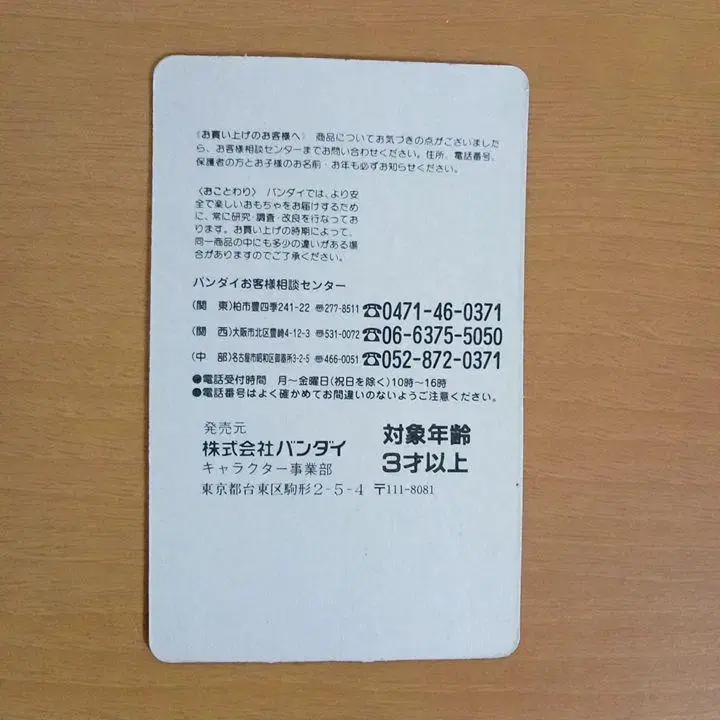 〈お買い上げのお客様へ〉 商品についてお気づきの点がございました
ら、お客様相談センターまでお問い合わせください。住所、電話番号、
保護者の方とお子様のお名前・お年も必ずお知らせください。
〈おことわり〉 バンダイでは、より安
全で楽しいおもちゃをお届けするため
に、常に研究・調査・改良を行なってお
ります。お買い上げの時期によって、
同一商品の中にも多少の違いがある場
合がありますのでご了承ください。
バンダイお客様相談センター
(関 東)柏市豊四季241-22 〠277-8511 ☎0471-46-0371
(関 西)大阪市北区豊崎4-12-3 〠531-0072 ☎06-6375-5050
(中 部)名古屋市昭和区御器所3-2-5 〠466-0051 ☎052-872-0371
●電話受付時間 月〜金曜日(祝日を除く)10時〜16時
●電話番号はよく確かめてお間違いのないようご注意ください。
発売元
株式会社バンダイ
キャラクター事業部
東京都台東区駒形2-5-4 〒111-8081
対象年齢
3才以上